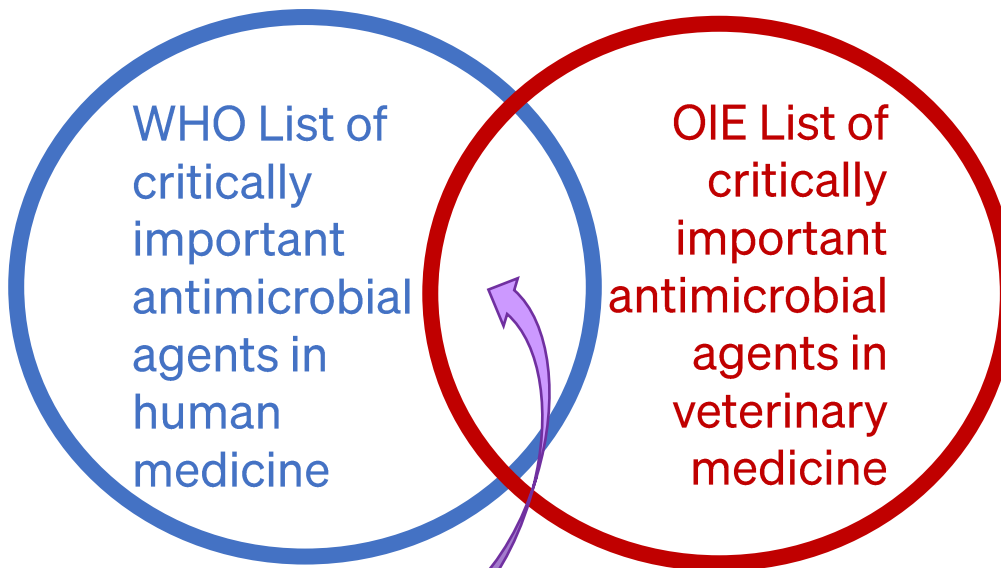 WHO List of
critically
important
antimicrobial
agents in
human
medicine
OIE List of
critically
important
antimicrobial
agents in
veterinary
medicine